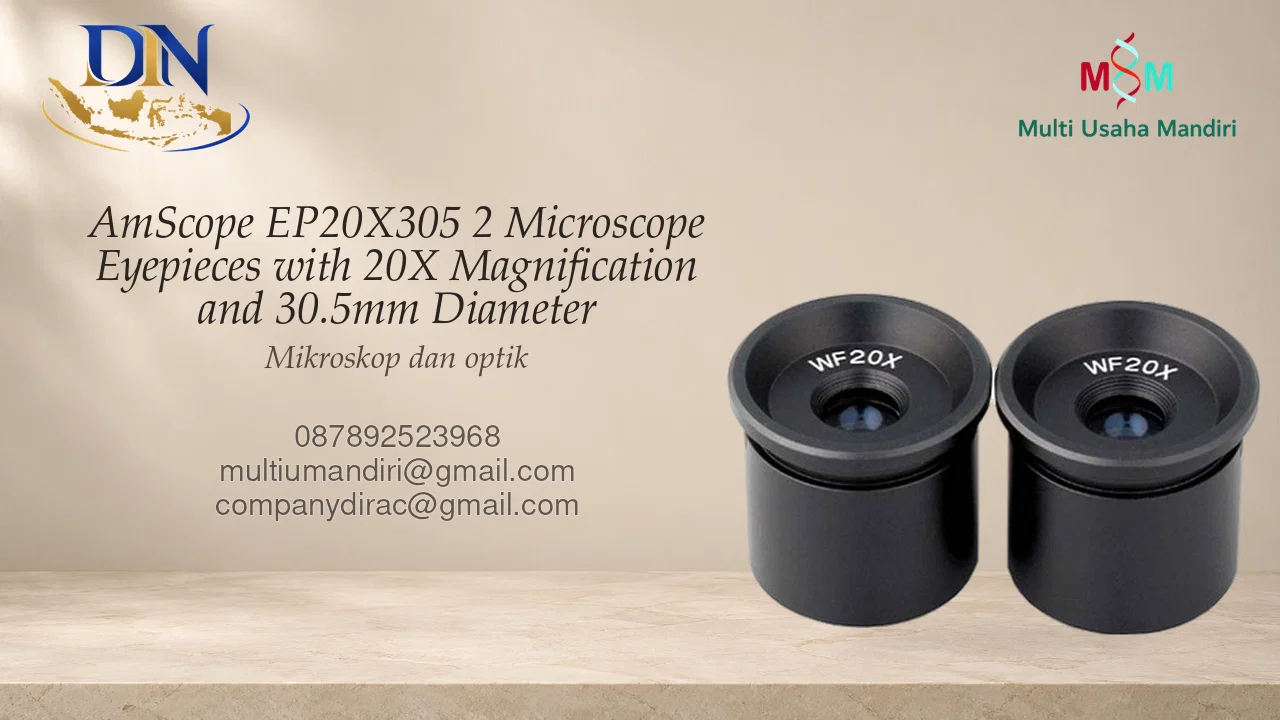 DIN
M M
Multi Usaha Mandiri
AmScope EP20X305 2 Microscope
Eyepieces with 20X Magnification
and 30.5mm Diameter
Mikroskop dan optik
087892523968
multiumandiri@gmail.com
companydirac@gmail.com
WF20X
WF20X